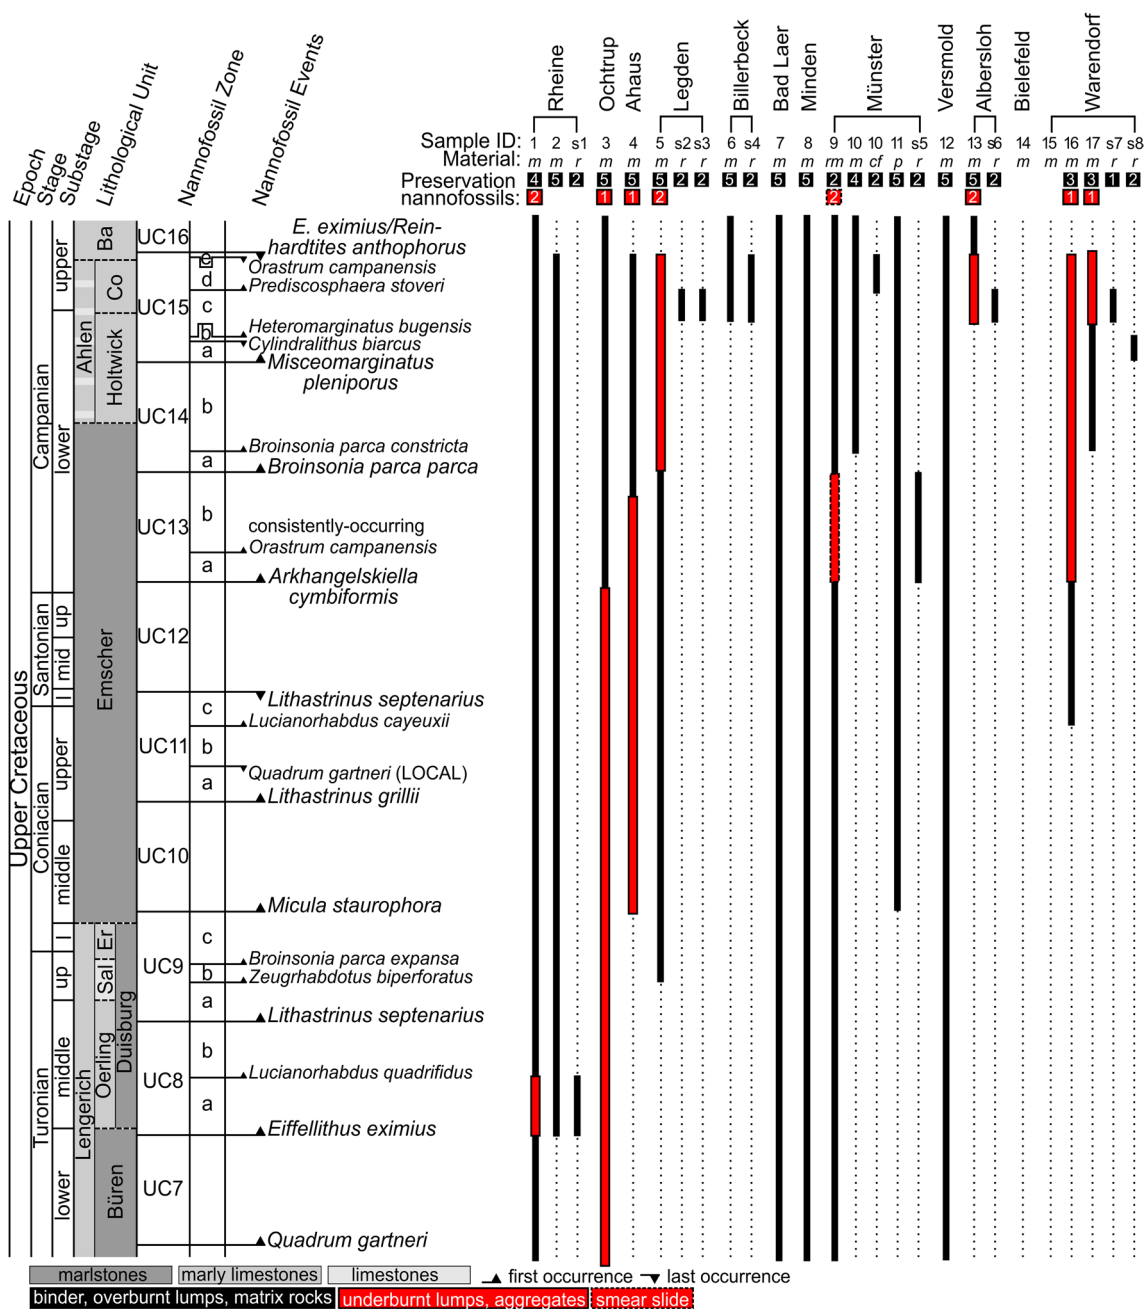 Epoch
Stage
Substage
Lithological Unit
Nannofossil Zone
Nannofossil Events
Rheine
Ochtrup
Ahaus
Legden
Billerbeck
Bad Laer
Minden
Münster
Versmold
Albersloh
Bielefeld
Warendorf
Sample ID: 1 2 s1 3 4 5 s2 s3 6 s4 7 8 9 10 10 11 s5 12 13 s6 14 15 16 17 s7 s8
Material: m m r m m m r r m r m m m m cf p r m m r m m m m r r
Preservation 4 5 2 5 5 5 2 2 5 2 5 5 2 4 2 5 2 5 5 2 3 3 1 2
nannofossils: 2 1 1 2 2 2 1 1
Upper Cretaceous
Campanian
Santonian
Coniacian
Turonian
upper
lower
up
mid
l
upper
middle
l
up
middle
lower
Ba
Co
Ahlen
Holtwick
Emscher
Er
Sal
Duisburg
Oerling
Lengerich
Büren
UC16
UC15
UC14
UC13
UC12
UC11
UC10
UC9
UC8
UC7
e
d
c
b
a
b
a
b
a
c
b
a
c
b
a
b
a
E. eximius/Rein-
hardtites anthophorus
Orastrum campanensis
Prediscosphaera stoveri
Heteromarginatus bugensis
Cylindralithus biarcus
Misceomarginatus
pleniporus
Broinsonia parca constricta
Broinsonia parca parca
consistently-occurring
Orastrum campanensis
Arkhangelskiella
cymbiformis
Lithastrinus septenarius
Lucianorhabdus cayeuxii
Quadrum gartneri (LOCAL)
Lithastrinus grillii
Micula staurophora
Broinsonia parca expansa
Zeugrhabdotus biperforatus
Lithastrinus septenarius
Lucianorhabdus quadrifidus
Eiffellithus eximius
Quadrum gartneri
marlstones marly limestones limestones first occurrence last occurrence
binder, overburnt lumps, matrix rocks underburnt lumps, aggregates smear slide